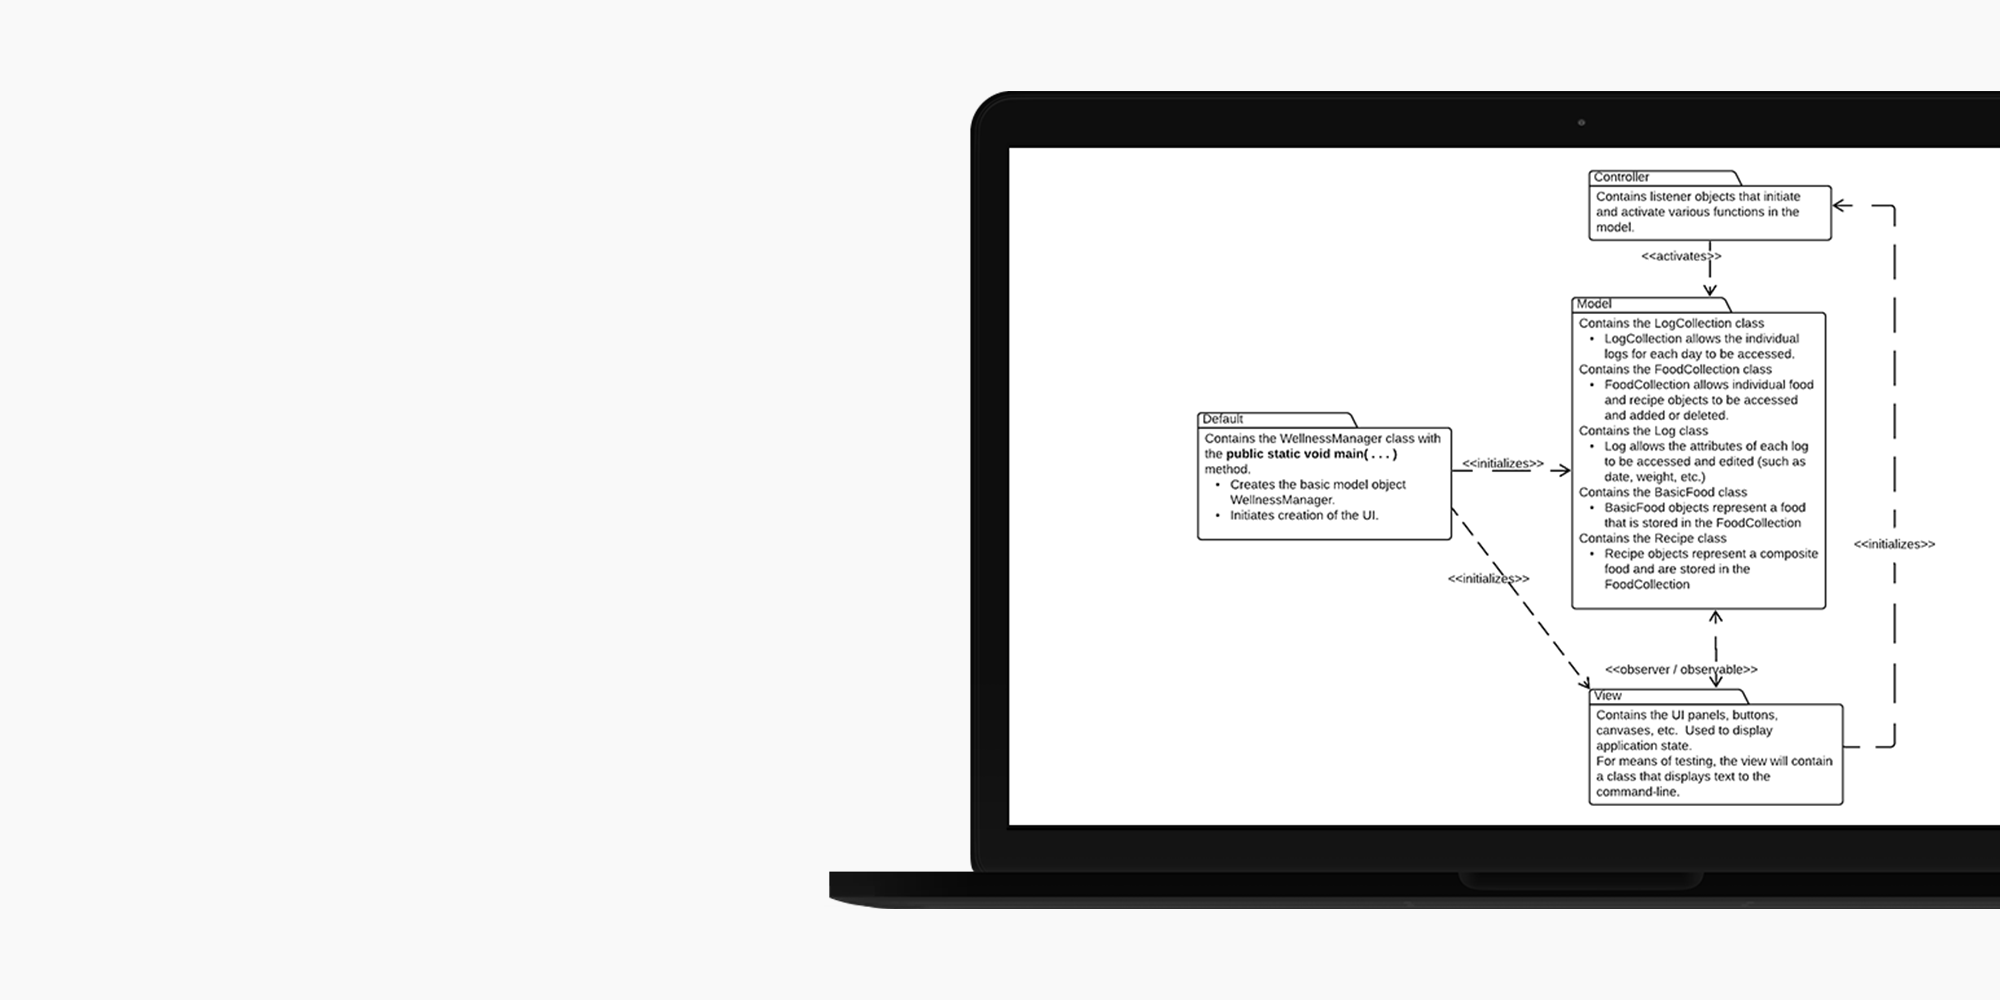 Controller
Contains listener objects that initiate
and activate various functions in the
model.
<<activates>>
Model
Contains the LogCollection class
• LogCollection allows the individual
logs for each day to be accessed.
Contains the FoodCollection class
• FoodCollection allows individual food
and recipe objects to be accessed
and added or deleted.
Contains the Log class
• Log allows the attributes of each log
to be accessed and edited (such as
date, weight, etc.)
Contains the BasicFood class
• BasicFood objects represent a food
that is stored in the FoodCollection
Contains the Recipe class
• Recipe objects represent a composite
food and are stored in the
FoodCollection
Default
Contains the WellnessManager class with
the public static void main( . . . )
method.
• Creates the basic model object
WellnessManager.
• Initiates creation of the UI.
<<initializes>>
<<initializes>>
<<initializes>>
<<observer / observable>>
View
Contains the UI panels, buttons,
canvases, etc.  Used to display
application state.
For means of testing, the view will contain
a class that displays text to the
command-line.